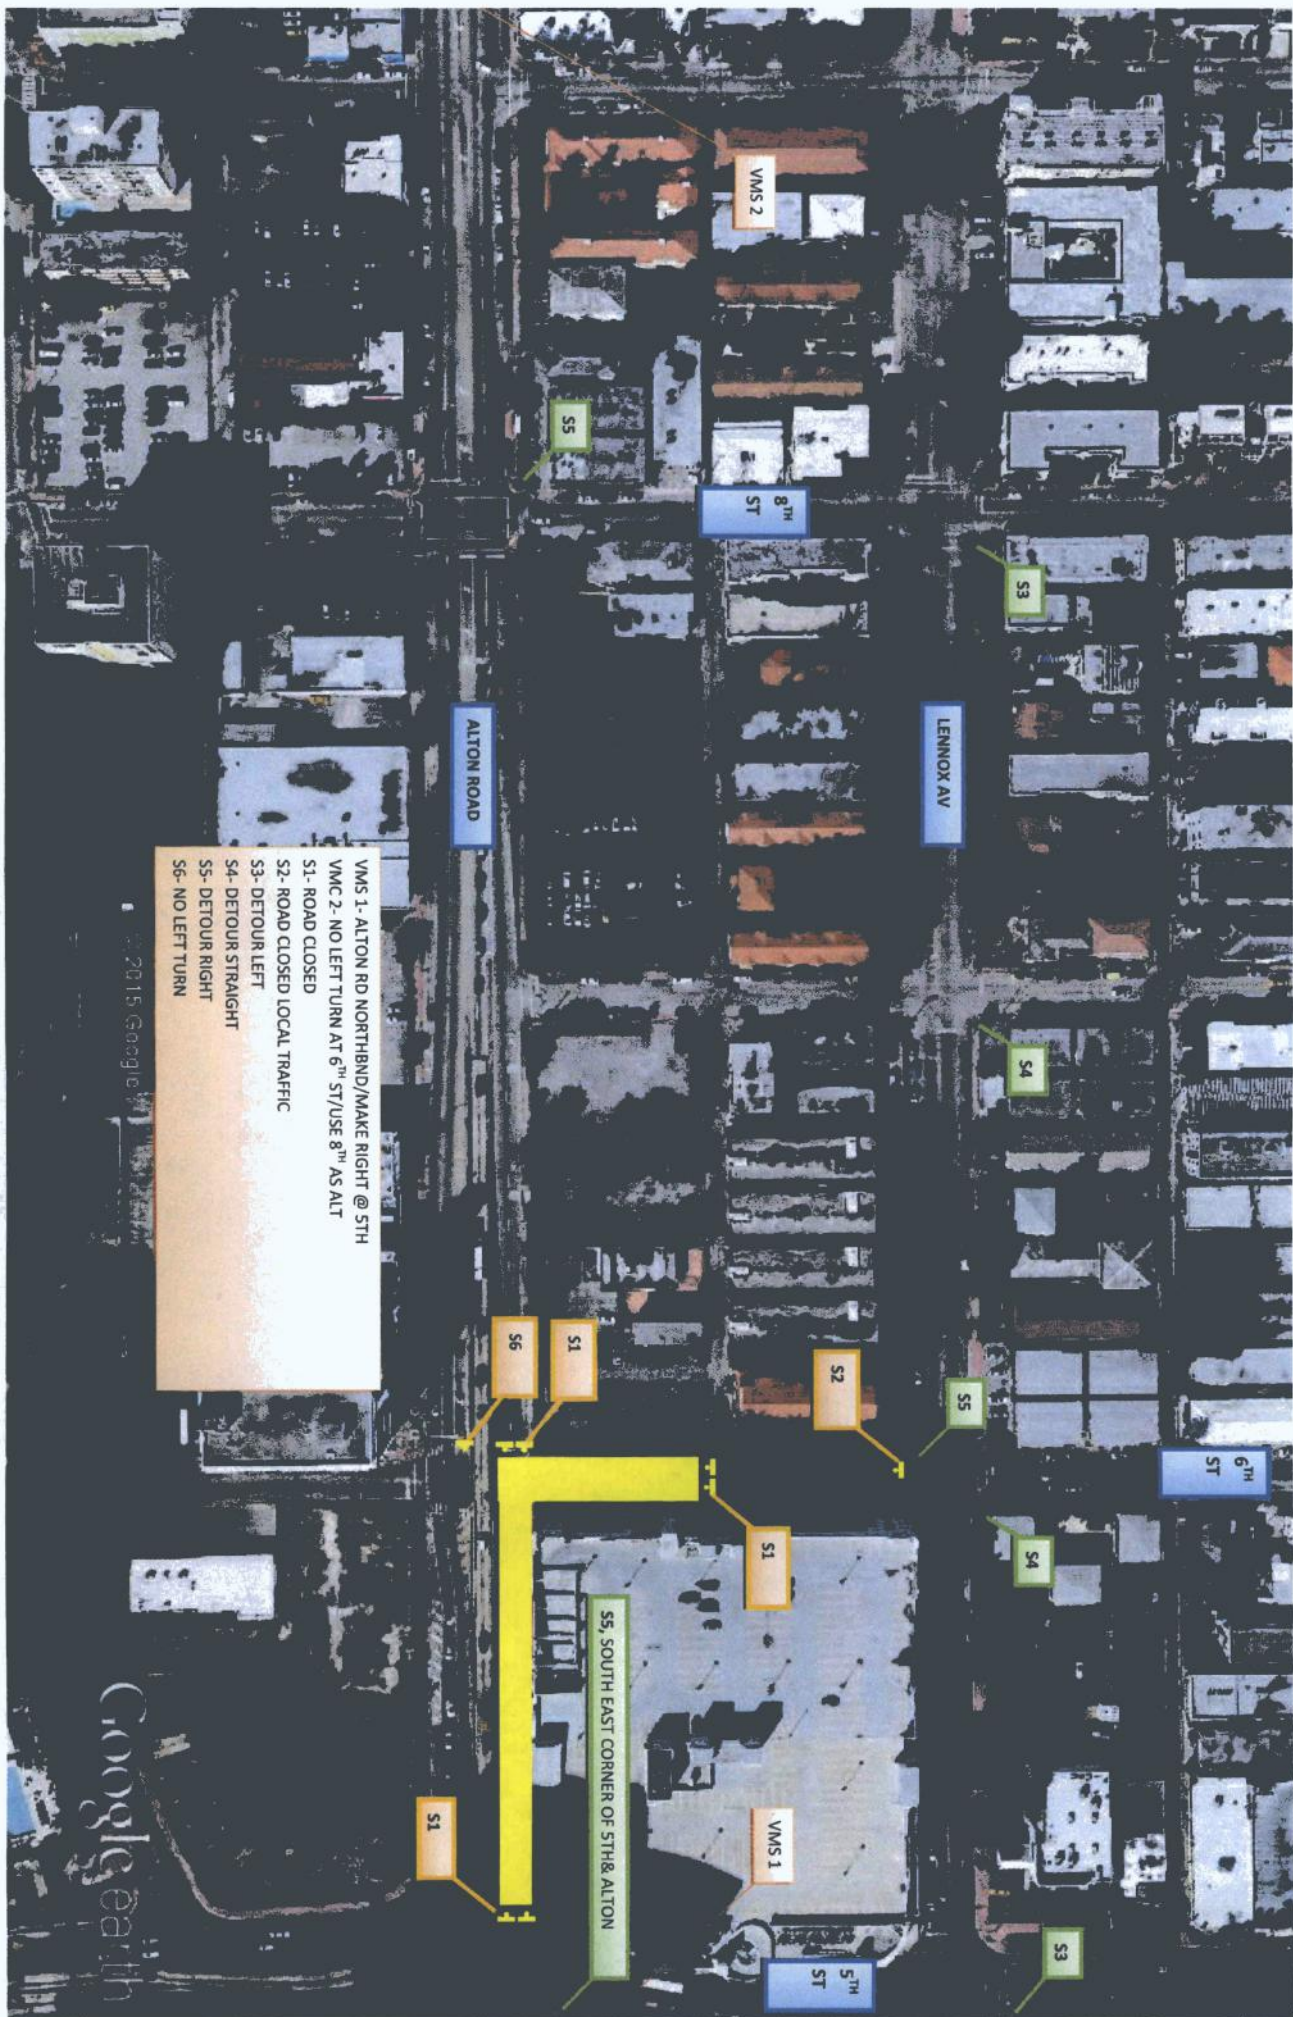 6TH
ST
S3
S4
S4
S3
S5
LENNOX AV
S2
5TH
ST
VMS 1
S1
8TH
ST
VMS 2
S5, SOUTH EAST CORNER OF 5TH& ALTON
S1
S5
S6
ALTON ROAD
S1
VMS 1- ALTON RD NORTHBND/MAKE RIGHT @ 5TH
VMC 2- NO LEFT TURN AT 6TH ST/USE 8TH AS ALT
S1- ROAD CLOSED
S2- ROAD CLOSED LOCAL TRAFFIC
S3- DETOUR LEFT
S4- DETOUR STRAIGHT
S5- DETOUR RIGHT
S6- NO LEFT TURN
© 2015 Google
Google earth